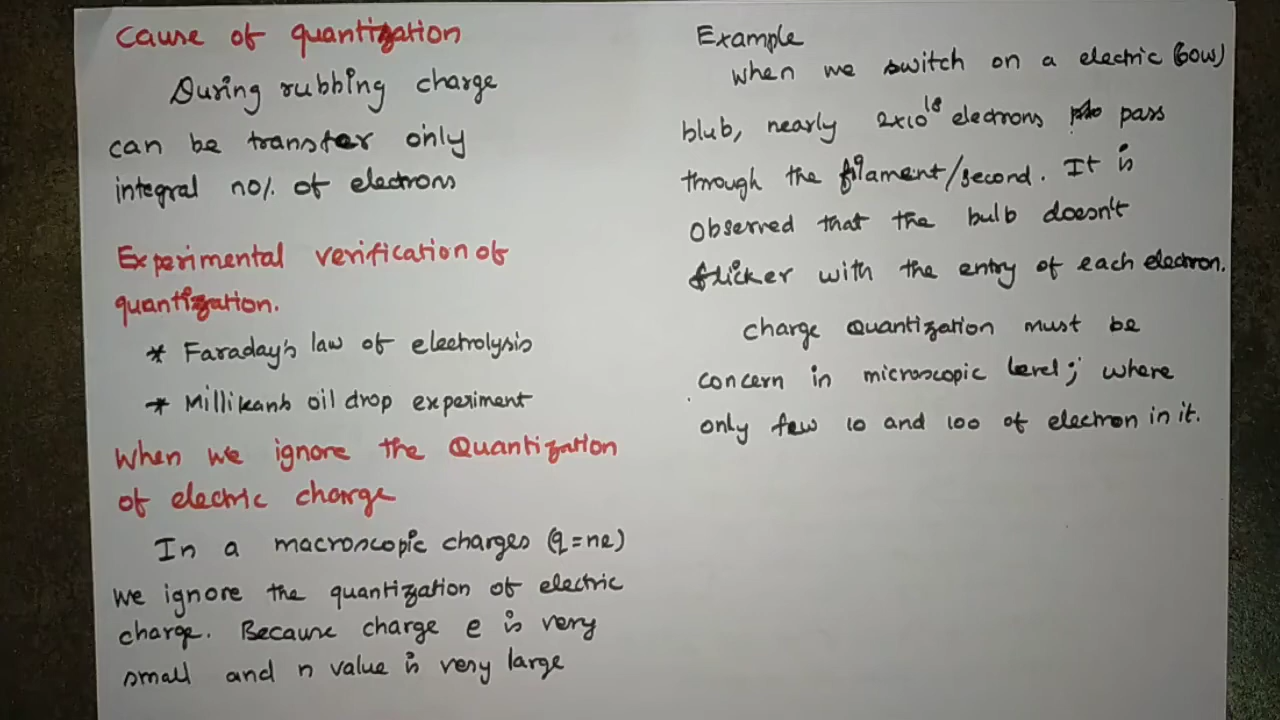 Cause of quantization
During rubbing charge
can be transfer only
integral no/. of electrons
Experimental verification of
quantization.
* Faraday's law of electrolysis
* Millikan's oil drop experiment
When we ignore the Quantization
of electric charge
In a macroscopic charges (q=ne)
we ignore the quantization of electric
charge. Because charge e is very
small and n value is very large
Example
When we switch on a electric (60W)
blub, nearly 2x10¹⁸ electrons pass
through the filament/second. It is
observed that the bulb doesn't
flicker with the entry of each electron.
Charge Quantization must be
concern in microscopic level; where
only few 10 and 100 of electron in it.